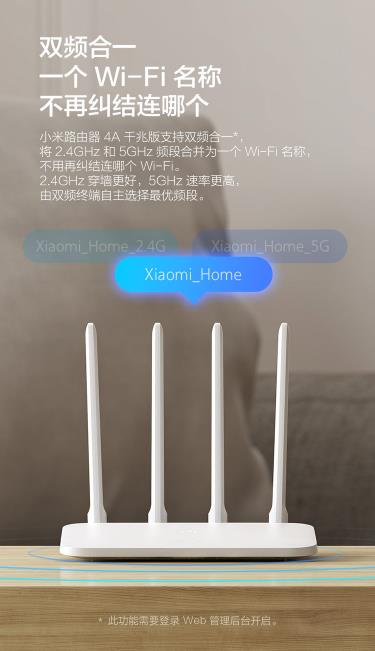 双频合一
一个 Wi-Fi 名称
不再纠结连哪个
小米路由器 4A 千兆版支持双频合一*，
将 2.4GHz 和 5GHz 频段合并为一个 Wi-Fi 名称，
不用再纠结连哪个 Wi-Fi。
2.4GHz 穿墙更好，5GHz 速率更高，
由双频终端自主选择最优频段。
Xiaomi_Home_2.4G
Xiaomi_Home_5G
Xiaomi_Home
* 此功能需要登录 Web 管理后台开启。